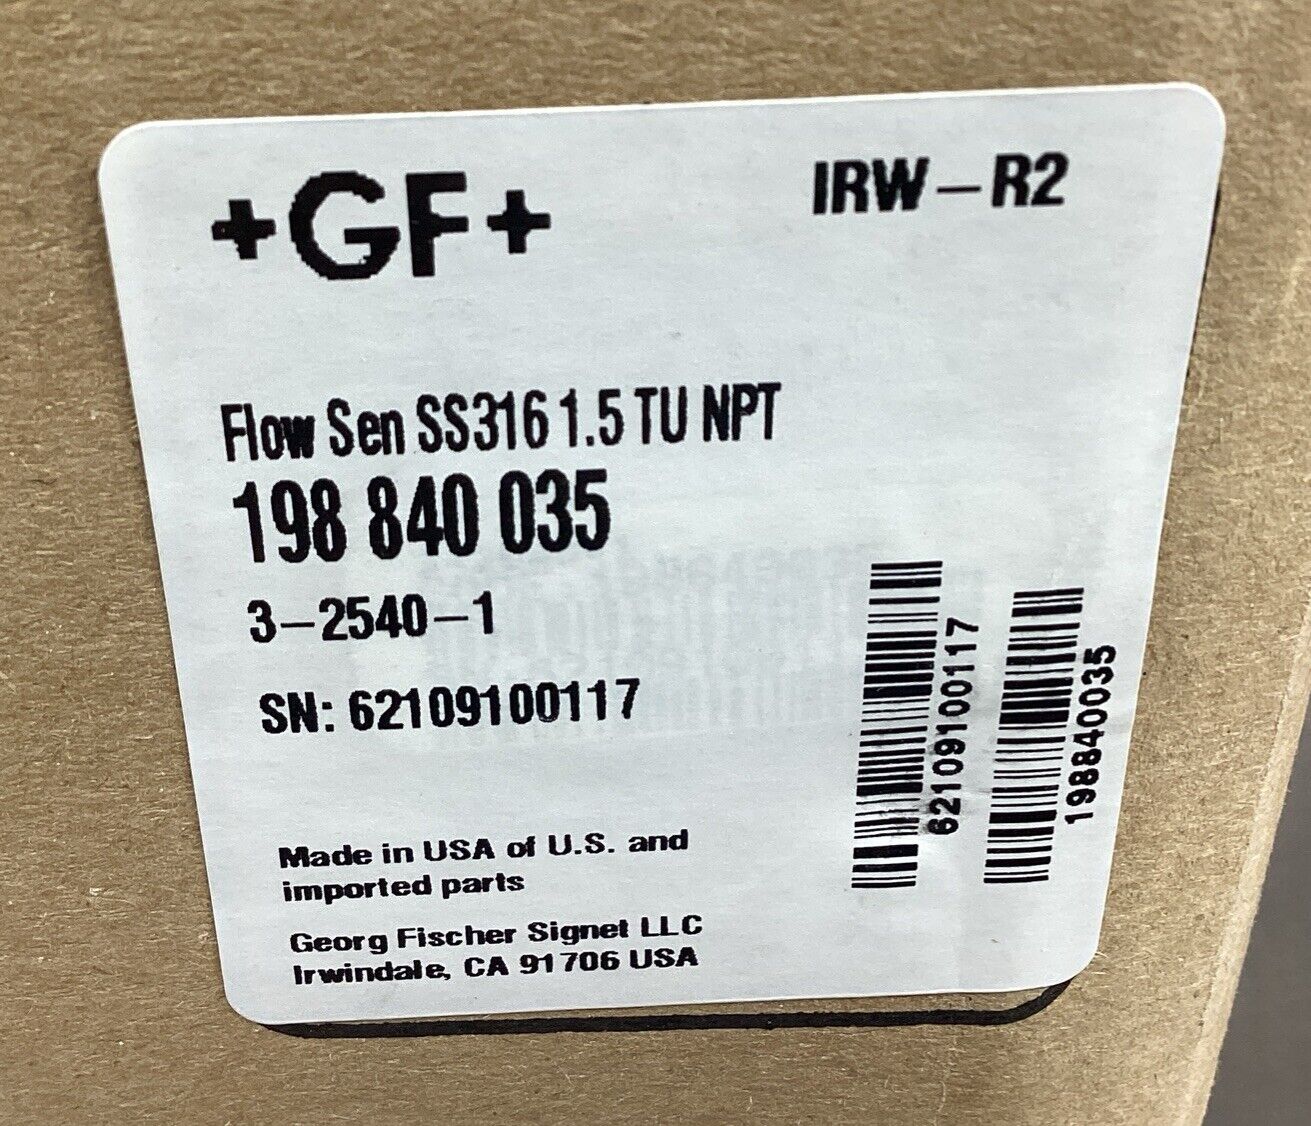 +GF+
IRW-R2
Flow Sen SS316 1.5 TU NPT
198 840 035
3-2540-1
SN: 62109100117
62109100117
198840035
Made in USA of U.S. and
imported parts
Georg Fischer Signet LLC
Irwindale, CA 91706 USA